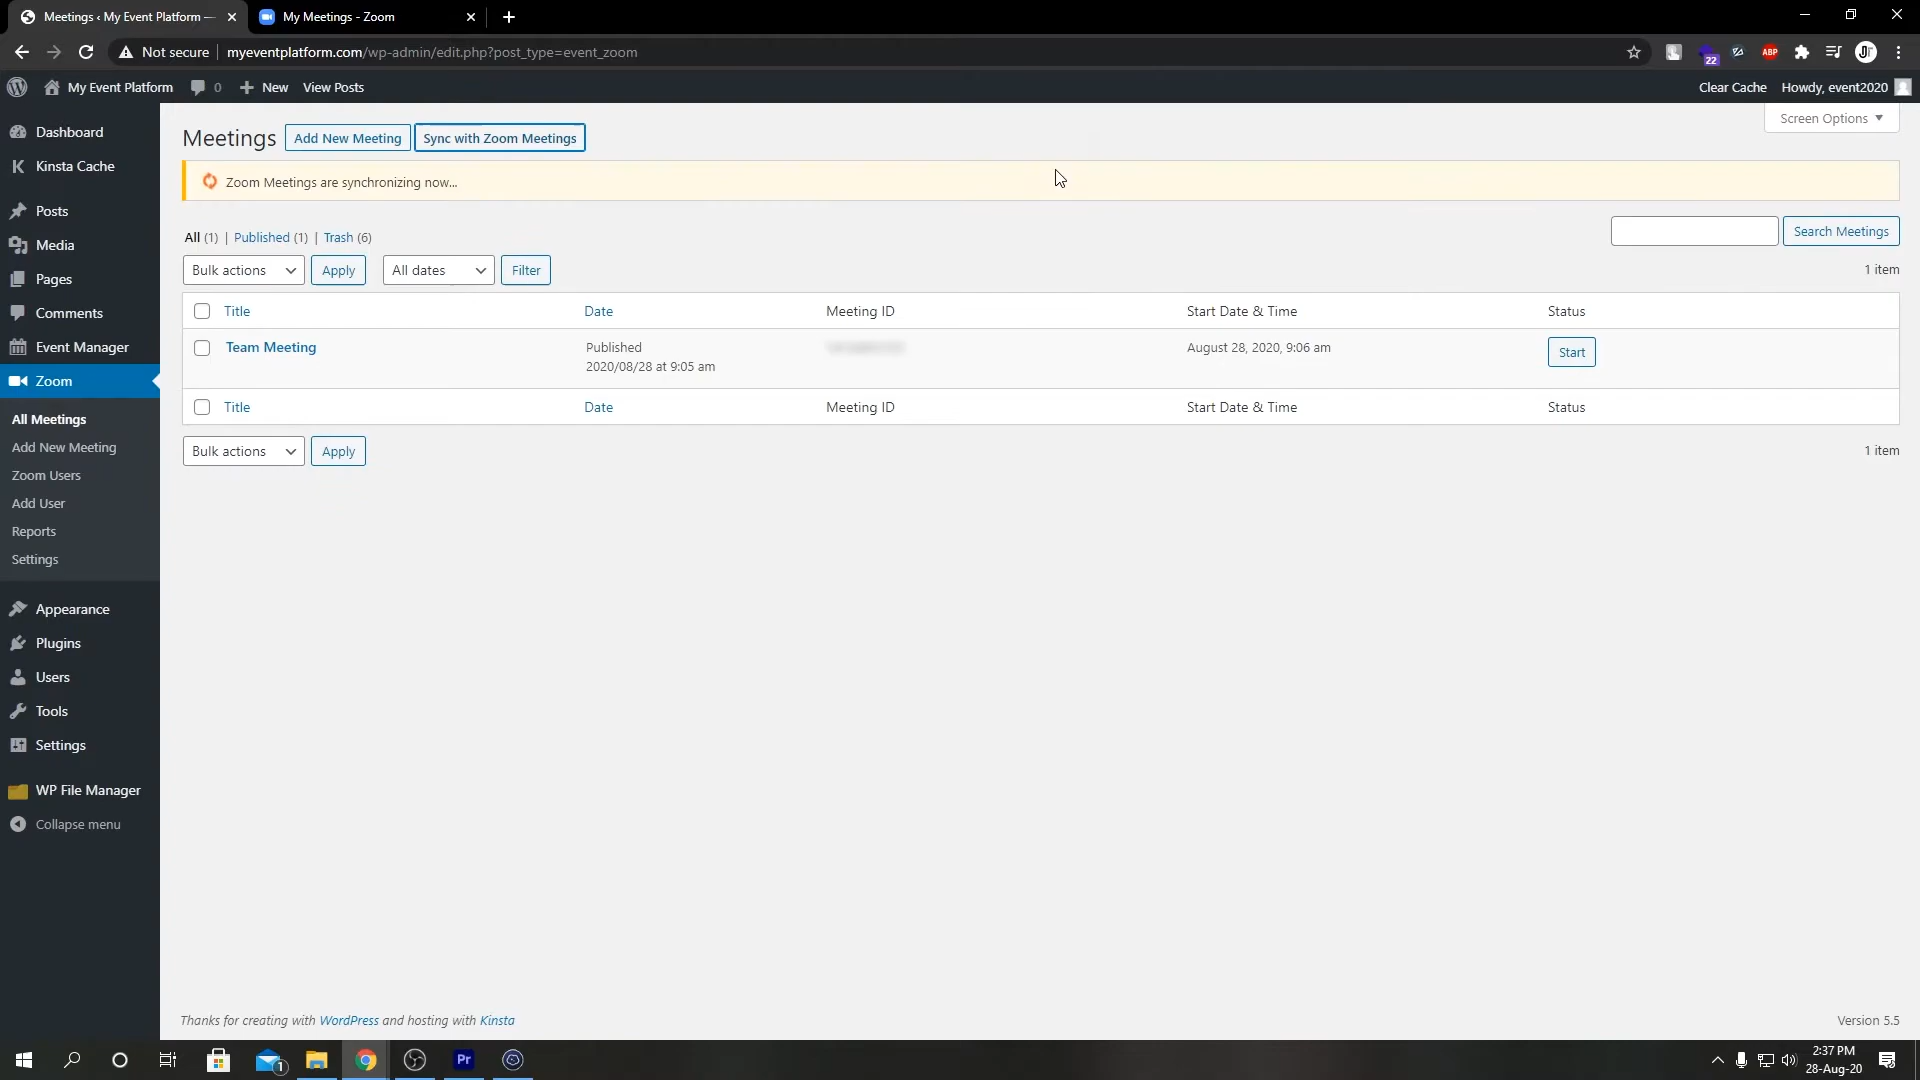 Meetings ‹ My Event Platform —
My Meetings - Zoom
Not secure
myeventplatform.com/wp-admin/edit.php?post_type=event_zoom
22
ABP
My Event Platform
0
New
View Posts
Clear Cache
Howdy, event2020
Screen Options
Dashboard
Kinsta Cache
Posts
Media
Pages
Comments
Event Manager
Zoom
All Meetings
Add New Meeting
Zoom Users
Add User
Reports
Settings
Appearance
Plugins
Users
Tools
Settings
WP File Manager
Collapse menu
Meetings
Add New Meeting
Sync with Zoom Meetings
Zoom Meetings are synchronizing now...
All (1) | Published (1) | Trash (6)
Search Meetings
Bulk actions
Apply
All dates
Filter
1 item
Title
Date
Meeting ID
Start Date & Time
Status
Team Meeting
Published
2020/08/28 at 9:05 am
August 28, 2020, 9:06 am
Start
Title
Date
Meeting ID
Start Date & Time
Status
Bulk actions
Apply
1 item
Thanks for creating with WordPress and hosting with Kinsta
Version 5.5
1
Pr
2:37 PM
28-Aug-20